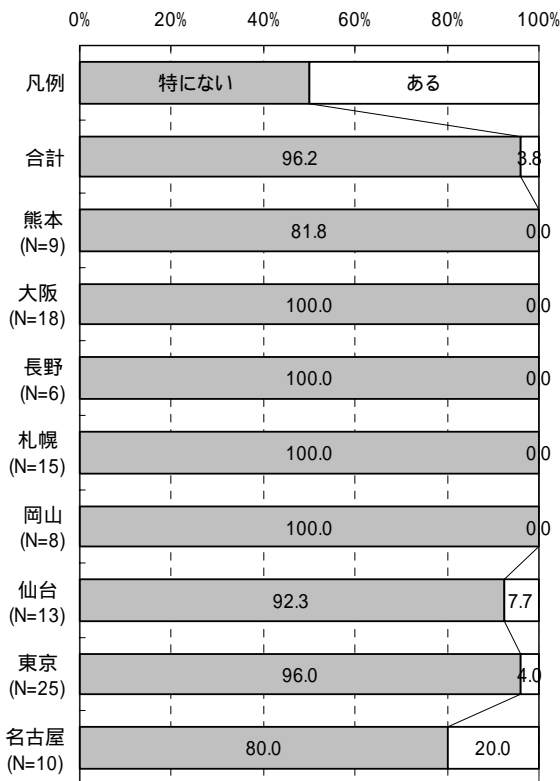 0% 20% 40% 60% 80% 100%
凡例 特にない ある
合計 96.2 3.8
熊本
(N=9)
81.8 0.0
大阪
(N=18)
100.0 0.0
長野
(N=6)
100.0 0.0
札幌
(N=15)
100.0 0.0
岡山
(N=8)
100.0 0.0
仙台
(N=13)
92.3 7.7
東京
(N=25)
96.0 4.0
名古屋
(N=10)
80.0 20.0